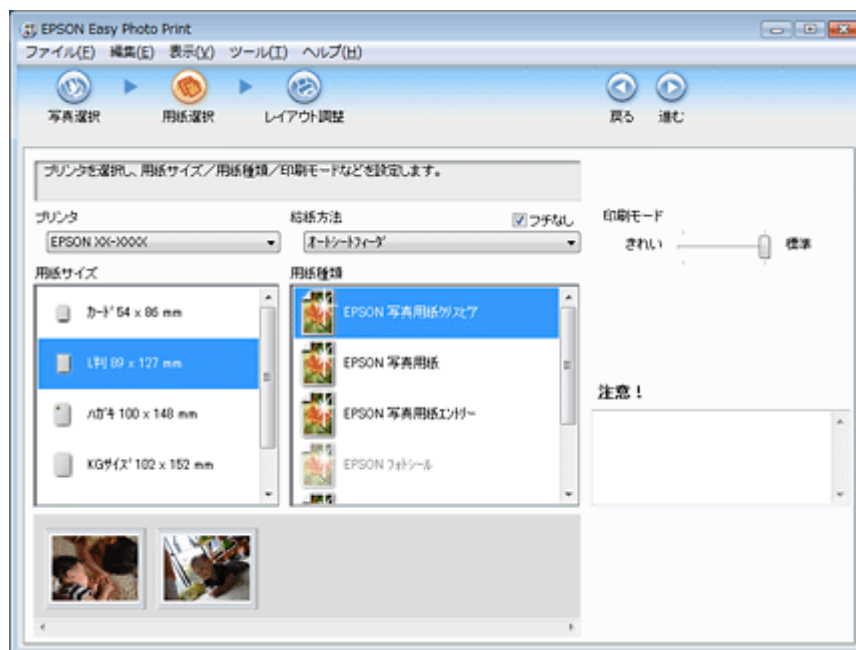 EPSON Easy Photo Print
ファイル(F) 編集(E) 表示(V) ツール(T) ヘルプ(H)
写真選択 用紙選択 レイアウト調整 戻る 進む
プリンタを選択し、用紙サイズ/用紙種類/印刷モードなどを設定します。
プリンタ 給紙方法 フチなし 印刷モード
EPSON XX-XXXX オートシートフィーダ きれい 標準
用紙サイズ 用紙種類
カード 54 x 86 mm EPSON 写真用紙クリスピア
L判 89 x 127 mm EPSON 写真用紙
注意!
ハガキ 100 x 148 mm EPSON 写真用紙エントリー
KGサイズ 102 x 152 mm EPSON フォトシール